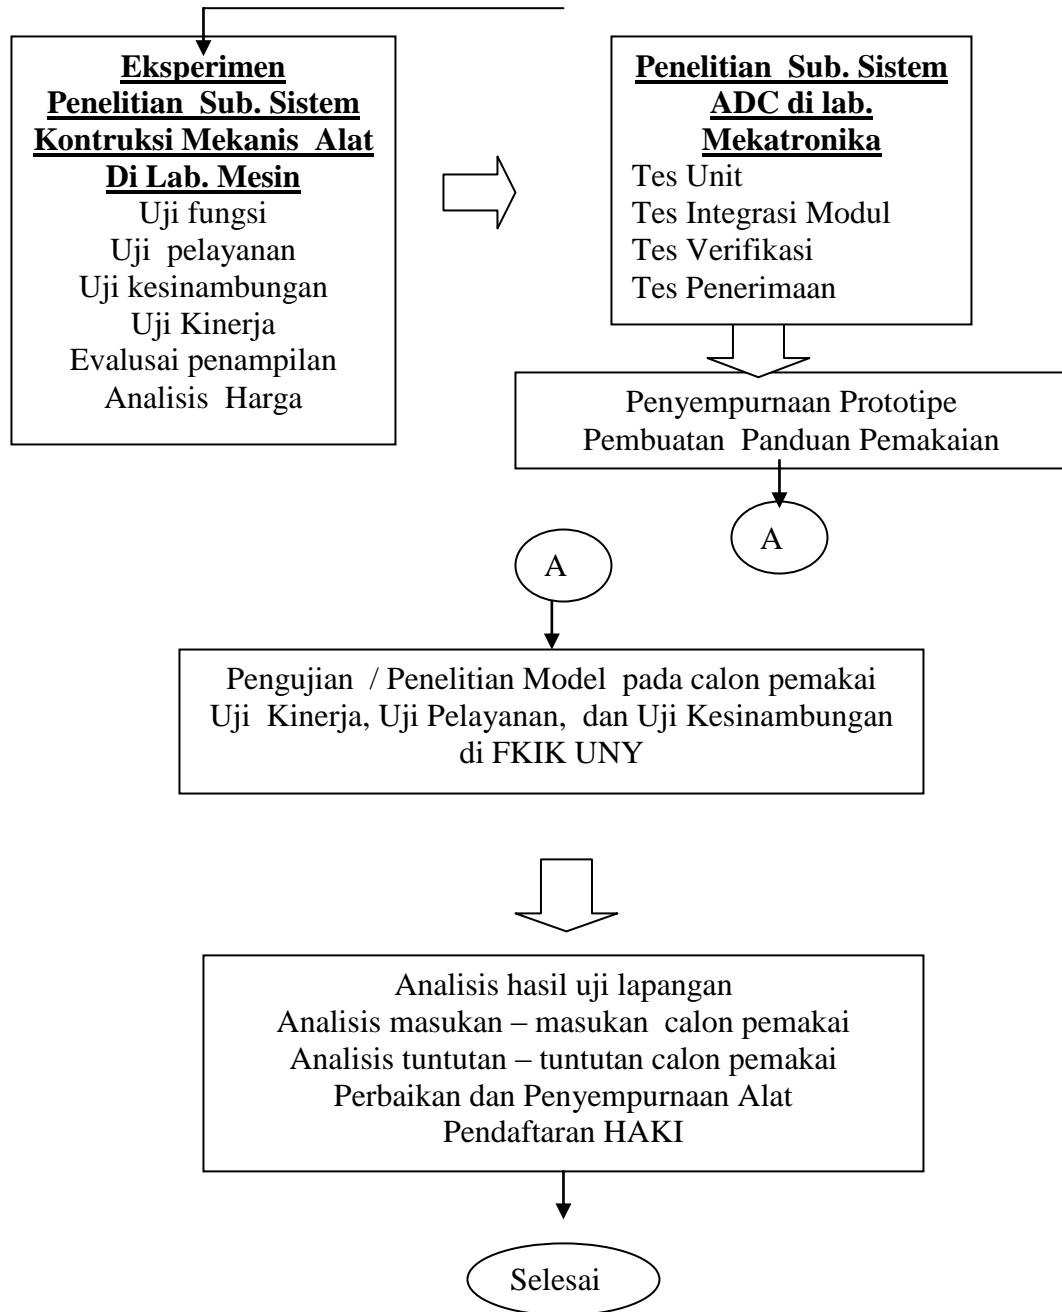 Eksperimen
Penelitian Sub. Sistem
Kontruksi Mekanis Alat
Di Lab. Mesin
Uji fungsi
Uji pelayanan
Uji kesinambungan
Uji Kinerja
Evalusai penampilan
Analisis Harga
Penelitian Sub. Sistem
ADC di lab.
Mekatronika
Tes Unit
Tes Integrasi Modul
Tes Verifikasi
Tes Penerimaan
Penyempurnaan Prototipe
Pembuatan Panduan Pemakaian
A
A
Pengujian / Penelitian Model pada calon pemakai
Uji Kinerja, Uji Pelayanan, dan Uji Kesinambungan
di FKIK UNY
Analisis hasil uji lapangan
Analisis masukan – masukan calon pemakai
Analisis tuntutan – tuntutan calon pemakai
Perbaikan dan Penyempurnaan Alat
Pendaftaran HAKI
Selesai